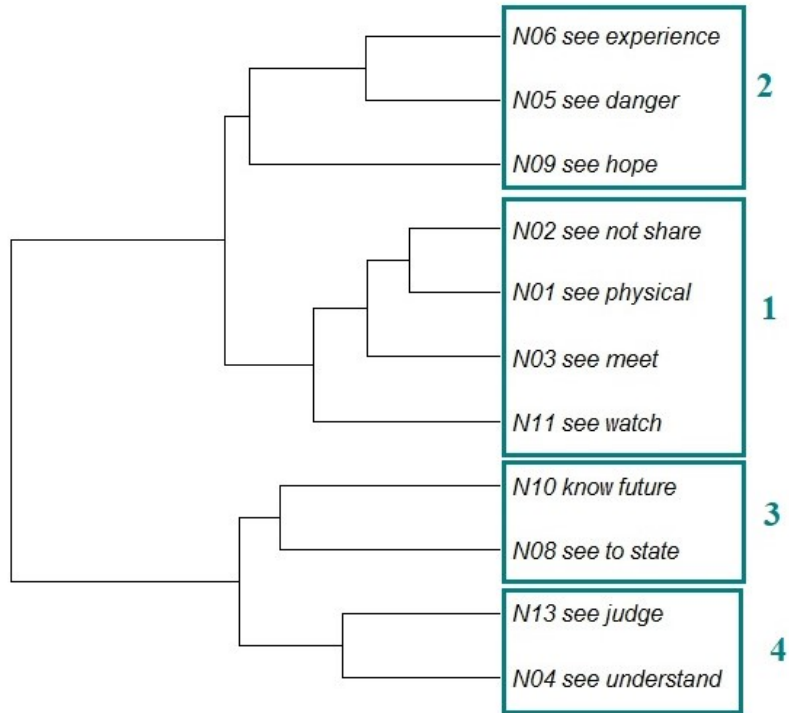 N06 see experience
N05 see danger
2
N09 see hope
N02 see not share
N01 see physical
1
N03 see meet
N11 see watch
N10 know future
3
N08 see to state
N13 see judge
4
N04 see understand